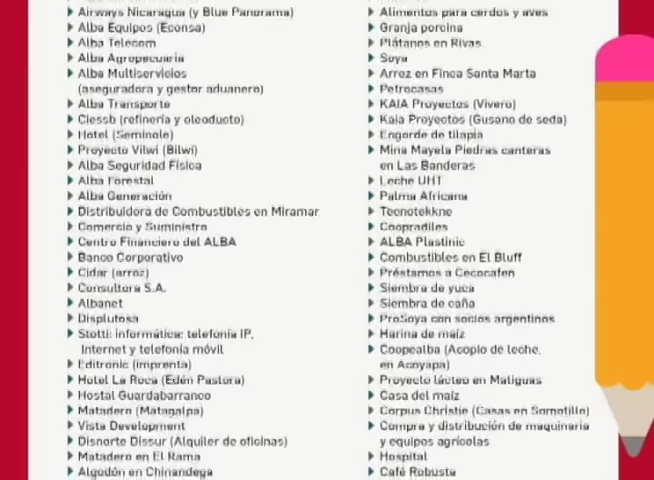 Airways Nicaragua (y Blue Panorama)
Alba Equipos (Econsa)
Alba Telecom
Alba Agropecuaria
Alba Multiservicios
(aseguradora y gestor aduanero)
Alba Transporte
Ciessb (refinería y oleoducto)
Hotel (Seminole)
Proyecto Vilwi (Bilwi)
Alba Seguridad Física
Alba Forestal
Alba Generación
Distribuidora de Combustibles en Miramar
Comercio y Suministro
Centro Financiero del ALBA
Banco Corporativo
Cidar (arroz)
Consultora S.A.
Albanet
Displutosa
Stotti: informática: telefonía IP,
Internet y telefonía móvil
Editronic (imprenta)
Hotel La Roca (Edén Pastora)
Hostal Guardabarranco
Matadero (Matagalpa)
Vista Development
Disnorte Dissur (Alquiler de oficinas)
Matadero en El Rama
Algodón en Chinandega
Alimentos para cerdos y aves
Granja porcina
Plátanos en Rivas
Soya
Arroz en Finca Santa Marta
Petrocasas
KAIA Proyectos (Vivero)
Kaia Proyectos (Gusano de seda)
Engorde de tilapia
Mina Mayela Piedras canteras
en Las Banderas
Leche UHT
Palma Africana
Tecnotekkne
Coopradiles
ALBA Plastinic
Combustibles en El Bluff
Préstamos a Cecocafen
Siembra de yuca
Siembra de caña
ProSoya con socios argentinos
Harina de maíz
Coopealba (Acopio de leche,
en Acoyapa)
Proyecto lácteo en Matiguas
Casa del maíz
Corpus Christie (Casas en Somotillo)
Compra y distribución de maquinaria
y equipos agrícolas
Hospital
Café Robusta